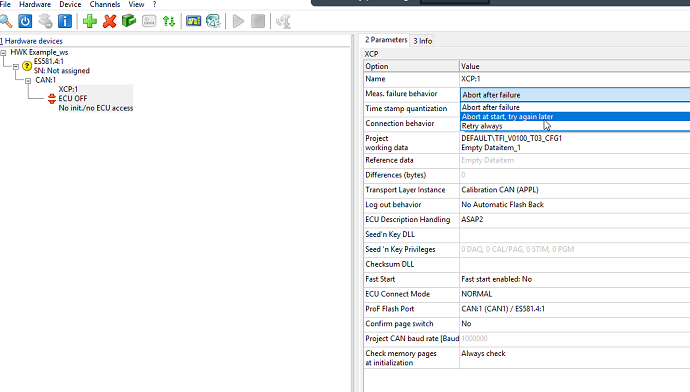 File Hardware Device Channels View ?
1 Hardware devices
HWK Example_ws
ES581.4:1
SN: Not assigned
CAN:1
XCP:1
ECU OFF
No init./no ECU access
2 Parameters 3 Info
XCP
Option Value
Name XCP:1
Meas. failure behavior Abort after failure
Abort after failure
Time stamp quantization
Abort at start, try again later
Connection behavior
Retry always
Project DEFAULT\TFI_V0100_T03_CFG1
working data Empty Dataitem_1
Reference data Empty Dataitem
Differences (bytes) 0
Transport Layer Instance Calibration CAN (APPL)
Log out behavior No Automatic Flash Back
ECU Description Handling ASAP2
Seed'n Key DLL
Seed 'n Key Privileges 0 DAQ, 0 CAL/PAG, 0 STIM, 0 PGM
Checksum DLL
Fast Start Fast start enabled: No
ECU Connect Mode NORMAL
ProF Flash Port CAN:1 (CAN1) / ES581.4:1
Confirm page switch No
Project CAN baud rate [Baud 1000000
Check memory pages Always check
at initialization